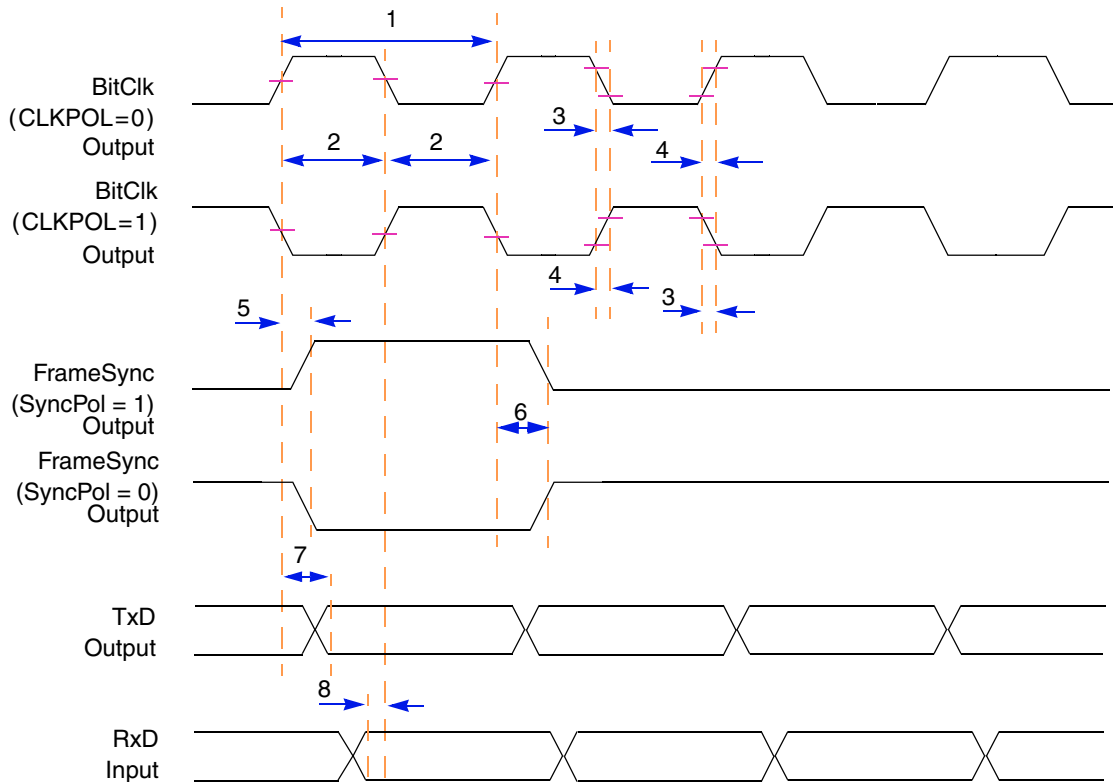 1
BitClk
(CLKPOL=0)
Output
3
2
2
4
BitClk
(CLKPOL=1)
Output
4
3
5
FrameSync
(SyncPol = 1)
Output
6
FrameSync
(SyncPol = 0)
Output
7
TxD
Output
8
RxD
Input